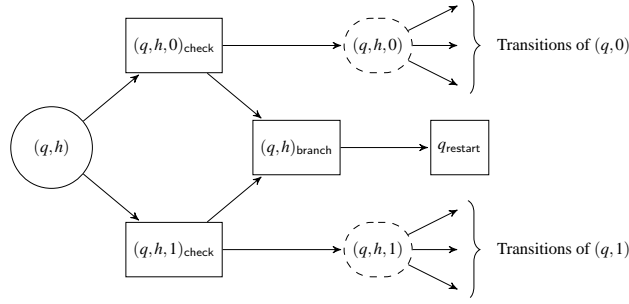 (q,h,0)check
(q,h,0)
Transitions of (q,0)
(q,h)
(q,h)branch
qrestart
(q,h,1)check
(q,h,1)
Transitions of (q,1)